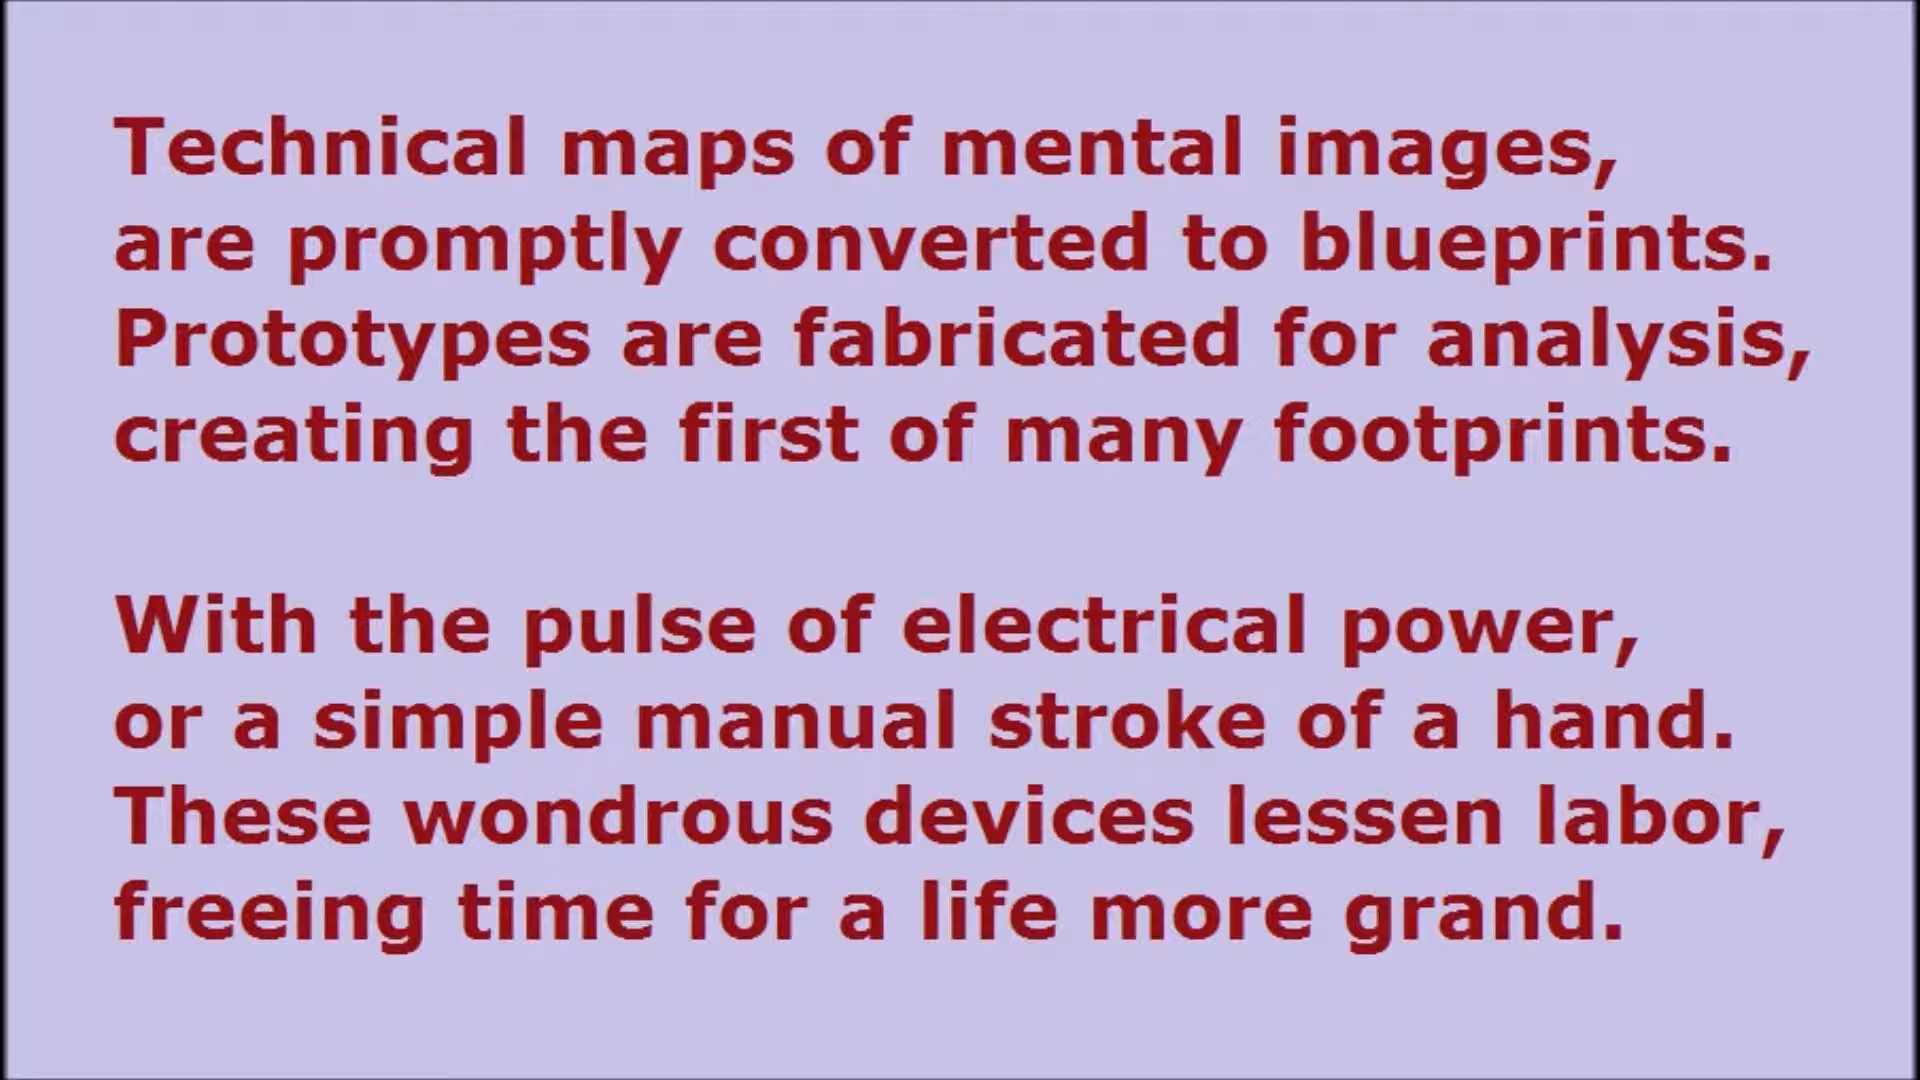 Technical maps of mental images,
are promptly converted to blueprints.
Prototypes are fabricated for analysis,
creating the first of many footprints.
With the pulse of electrical power,
or a simple manual stroke of a hand.
These wondrous devices lessen labor,
freeing time for a life more grand.